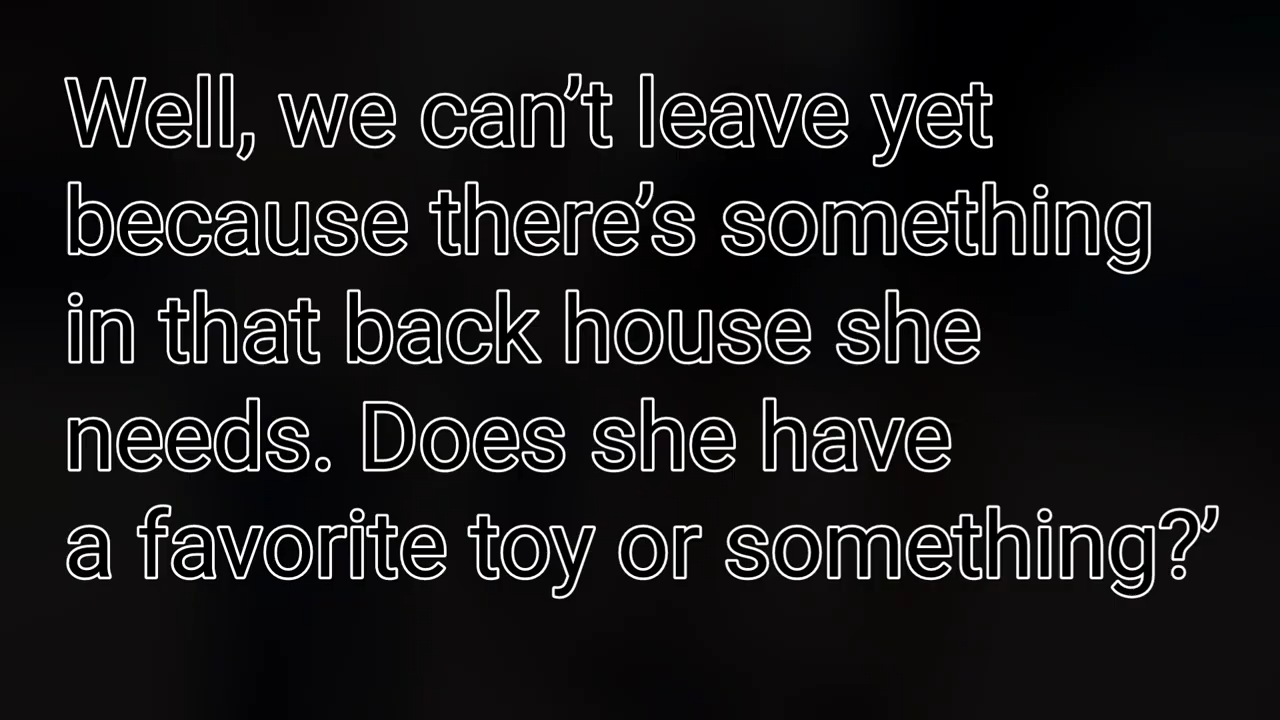 Well, we can’t leave yet
because there’s something
in that back house she
needs. Does she have
a favorite toy or something?’